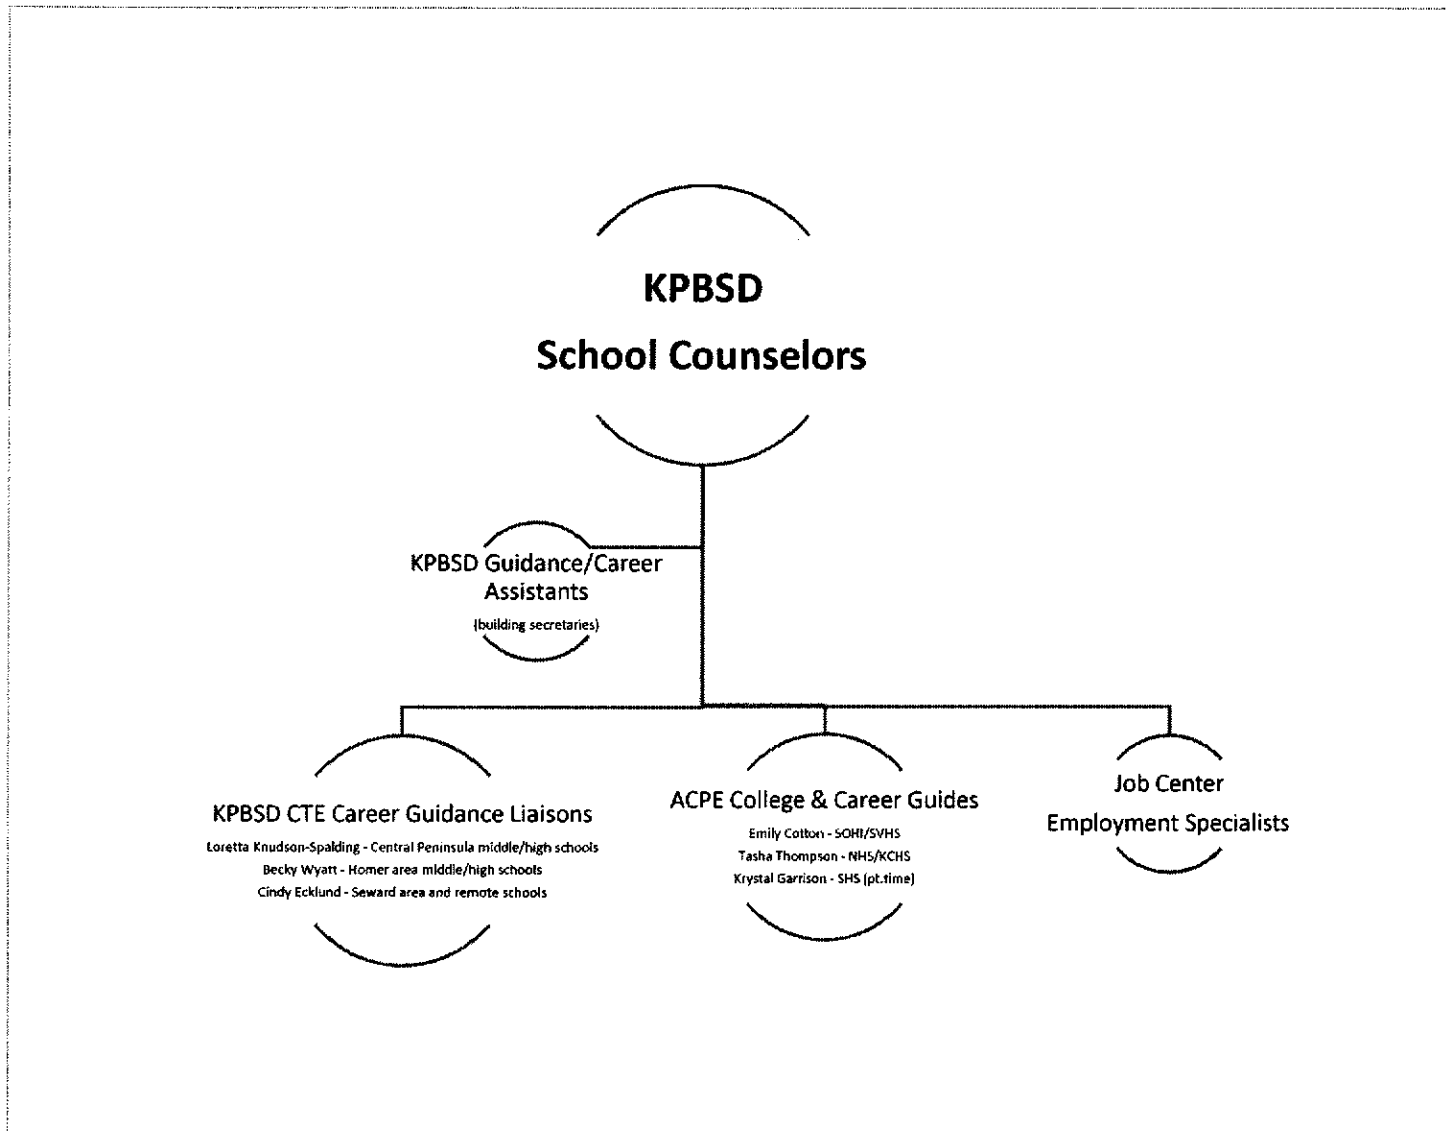 KPBSD
School Counselors
KPBSD Guidance/Career
Assistants
(building secretaries)
KPBSD CTE Career Guidance Liaisons
Loretta Knudson-Spalding - Central Peninsula middle/high schools
Becky Wyatt - Homer area middle/high schools
Cindy Ecklund - Seward area and remote schools
ACPE College & Career Guides
Emily Cotton - SOHI/SVHS
Tasha Thompson - NHS/KCHS
Krystal Garrison - SHS (pt.time)
Job Center
Employment Specialists